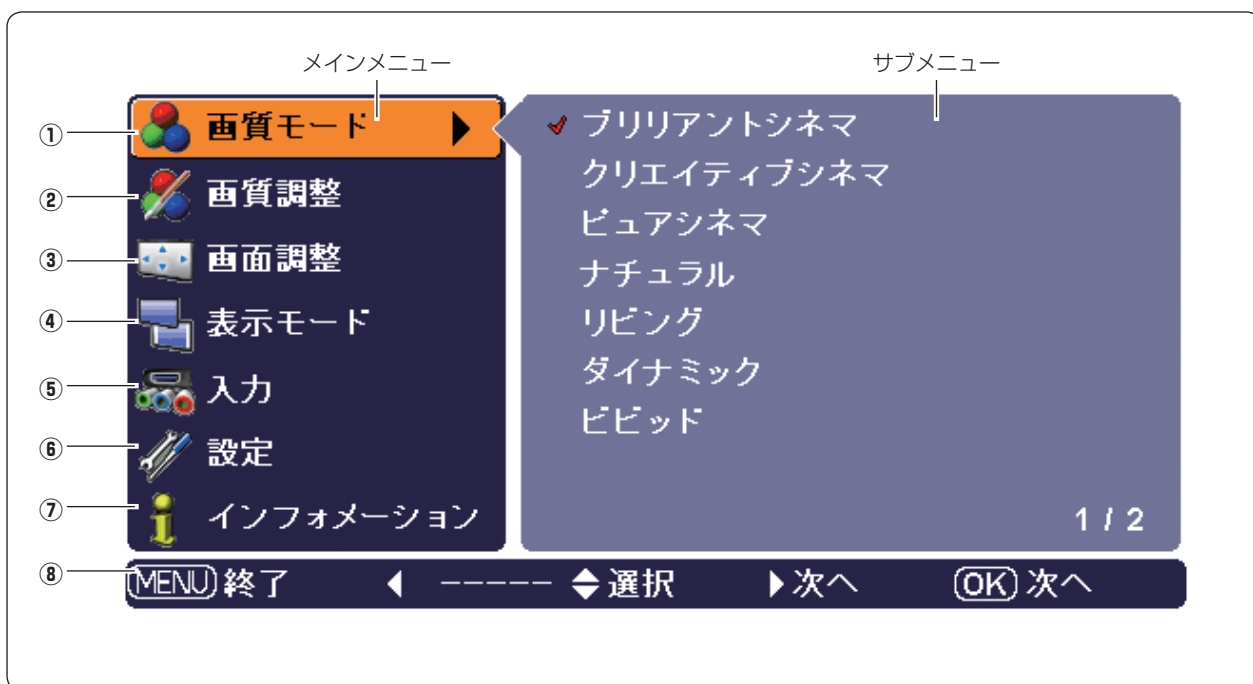 メインメニュー
サブメニュー
① 画質モード
② 画質調整
③ 画面調整
④ 表示モード
⑤ 入力
⑥ 設定
⑦ インフォメーション
ブリリアントシネマ
クリエイティブシネマ
ピュアシネマ
ナチュラル
リビング
ダイナミック
ビビッド
1 / 2
⑧ MENU 終了 ◀ ----- 選択 ▶次へ OK 次へ